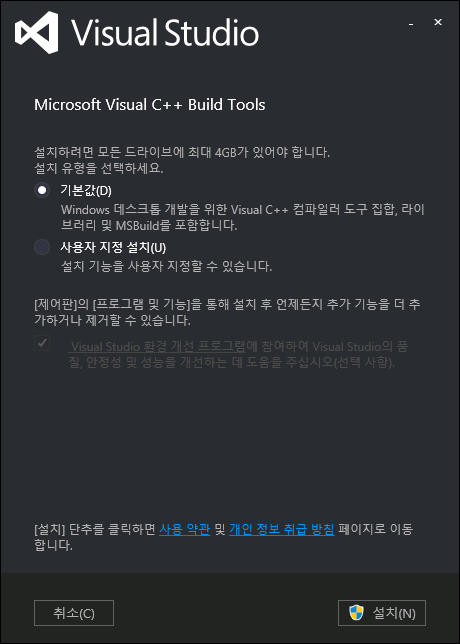 Visual Studio
Microsoft Visual C++ Build Tools
설치하려면 모든 드라이브에 최대 4GB가 있어야 합니다.
설치 유형을 선택하세요.
기본값(D)
Windows 데스크톱 개발을 위한 Visual C++ 컴파일러 도구 집합, 라이
브러리 및 MSBuild를 포함합니다.
사용자 지정 설치(U)
설치 기능을 사용자 지정할 수 있습니다.
[제어판]의 [프로그램 및 기능]을 통해 설치 후 언제든지 추가 기능을 더 추
가하거나 제거할 수 있습니다.
Visual Studio 환경 개선 프로그램에 참여하여 Visual Studio의 품
질, 안정성 및 성능을 개선하는 데 도움을 주십시오(선택 사항).
[설치] 단추를 클릭하면 사용 약관 및 개인 정보 취급 방침 페이지로 이동
합니다.
취소(C)
설치(N)